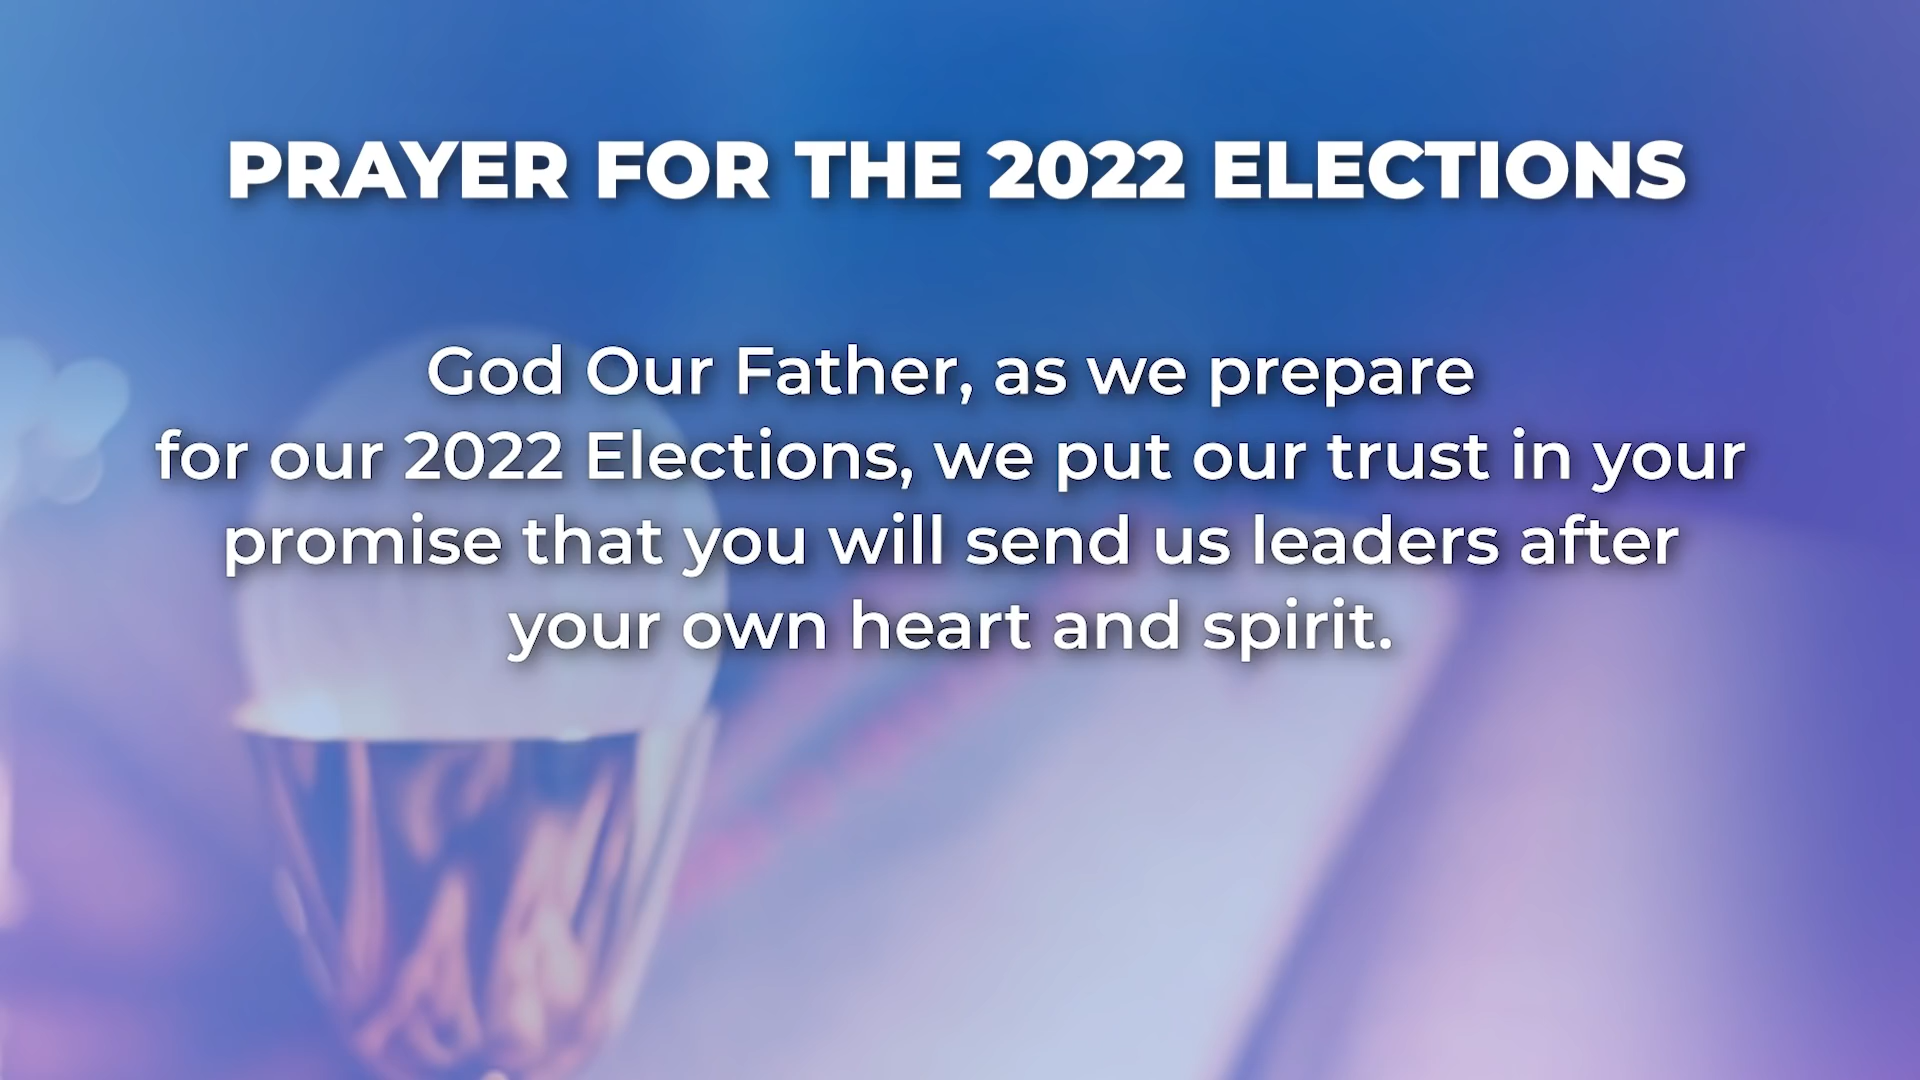 PRAYER FOR THE 2022 ELECTIONS
God Our Father, as we prepare
for our 2022 Elections, we put our trust in your
promise that you will send us leaders after
your own heart and spirit.